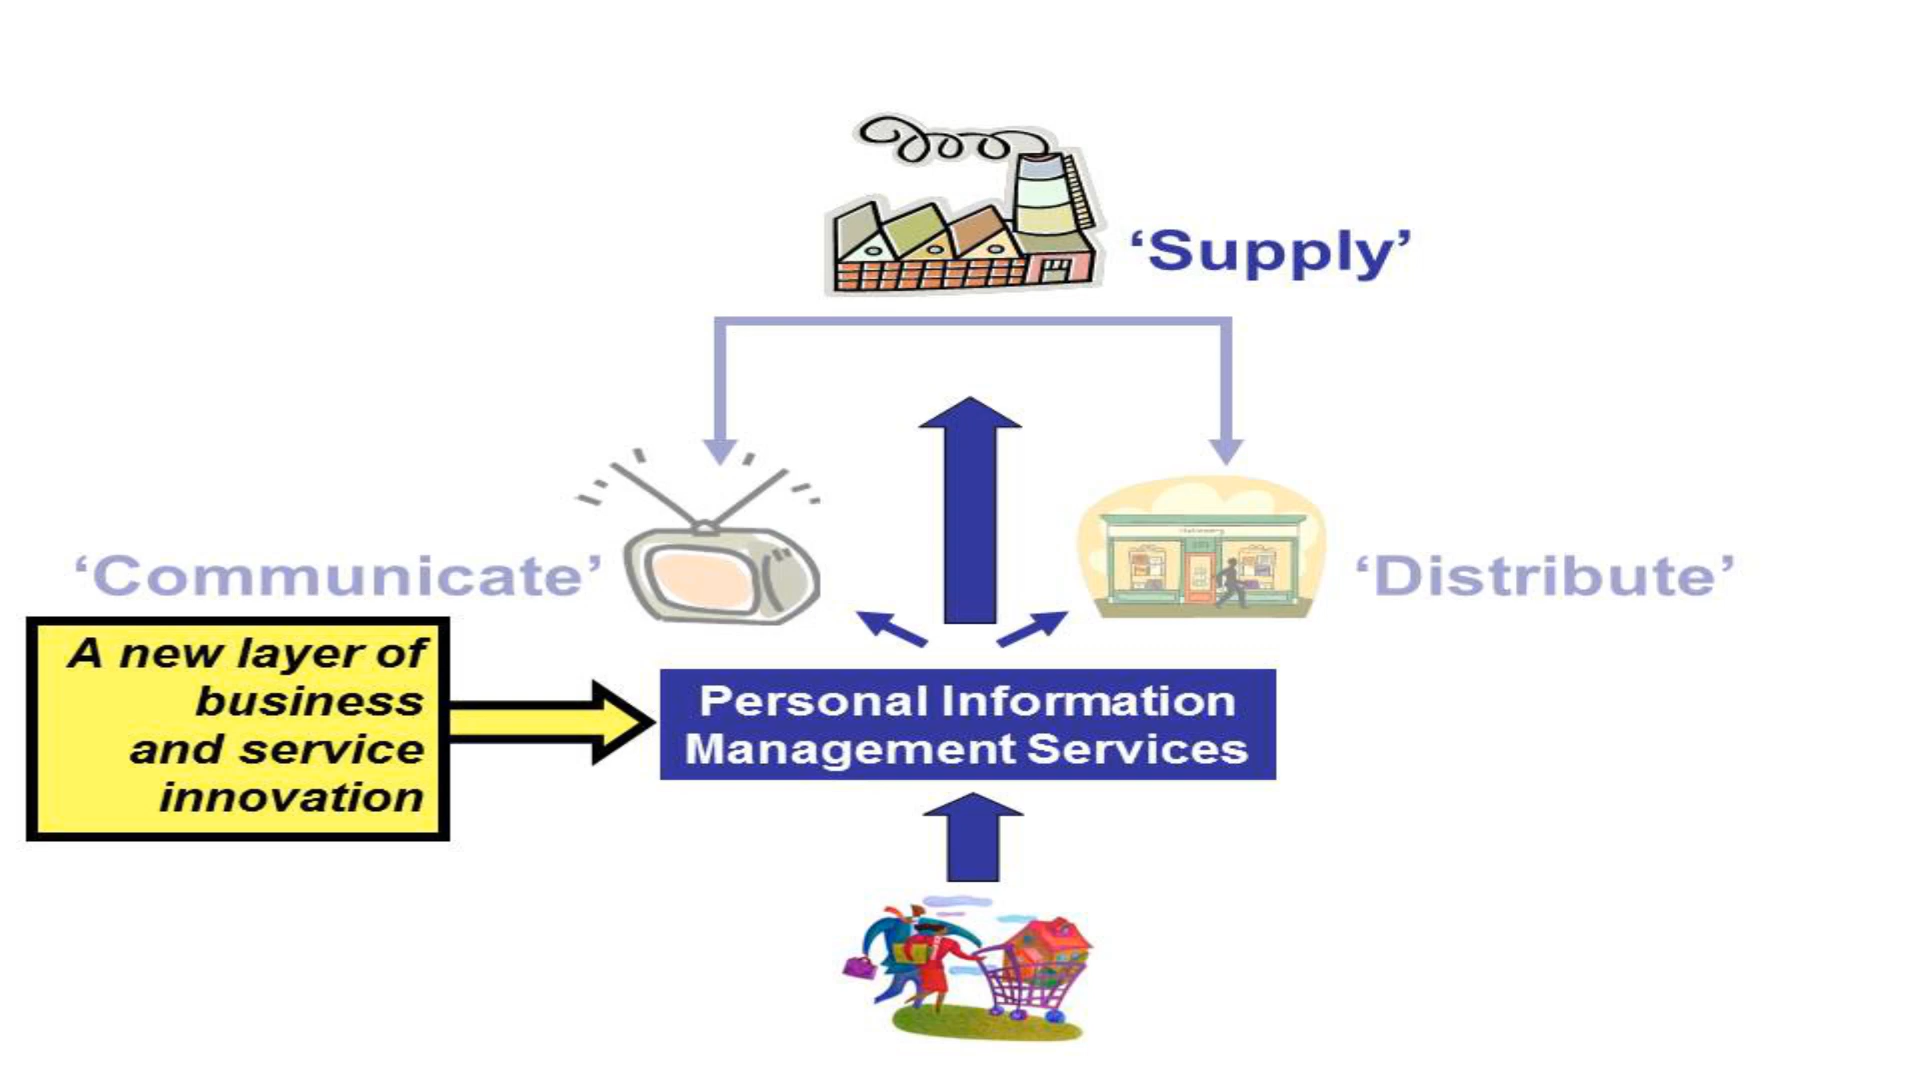 ‘Supply’
‘Communicate’
‘Distribute’
A new layer of
business
and service
innovation
Personal Information
Management Services